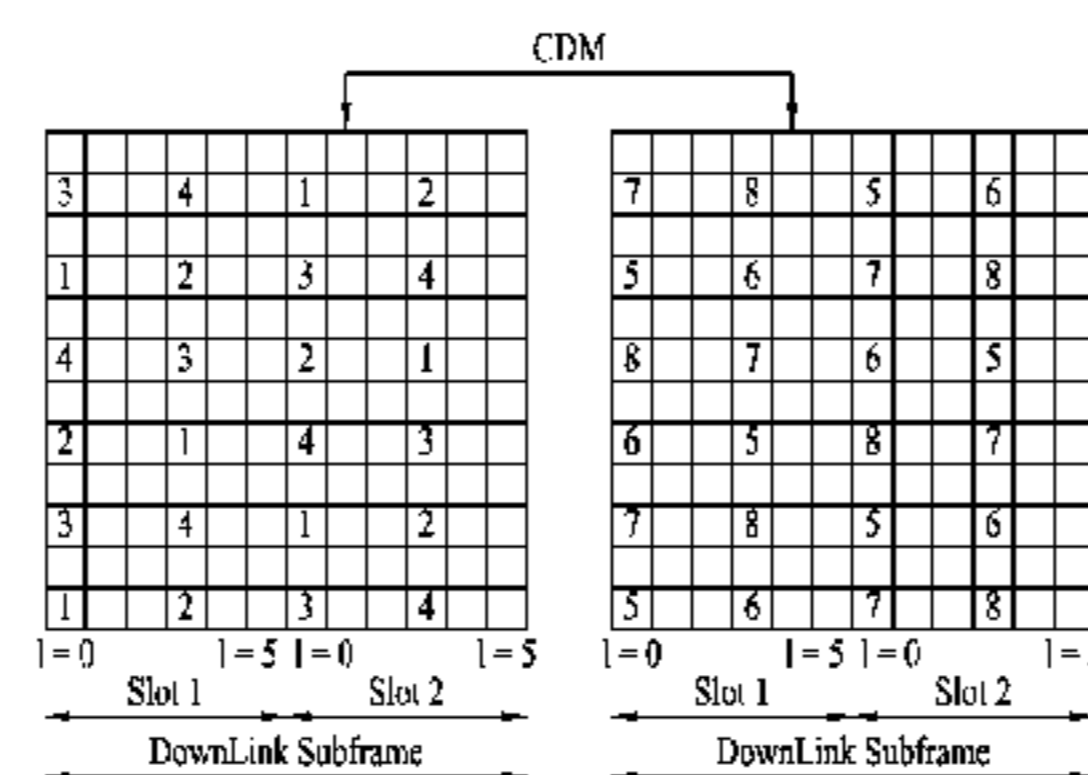 CDM
3 4 1 2 7 8 5 6
1 2 3 4 5 6 7 8
4 3 2 1 8 7 6 5
2 1 4 3 6 5 8 7
3 4 1 2 7 8 5 6
1 2 3 4 5 6 7 8
l = 0 l = 5 l = 0 l = 5 l = 0 l = 5 l = 0 l =
Slot 1 Slot 2 Slot 1 Slot 2
DownLink Subframe DownLink Subframe